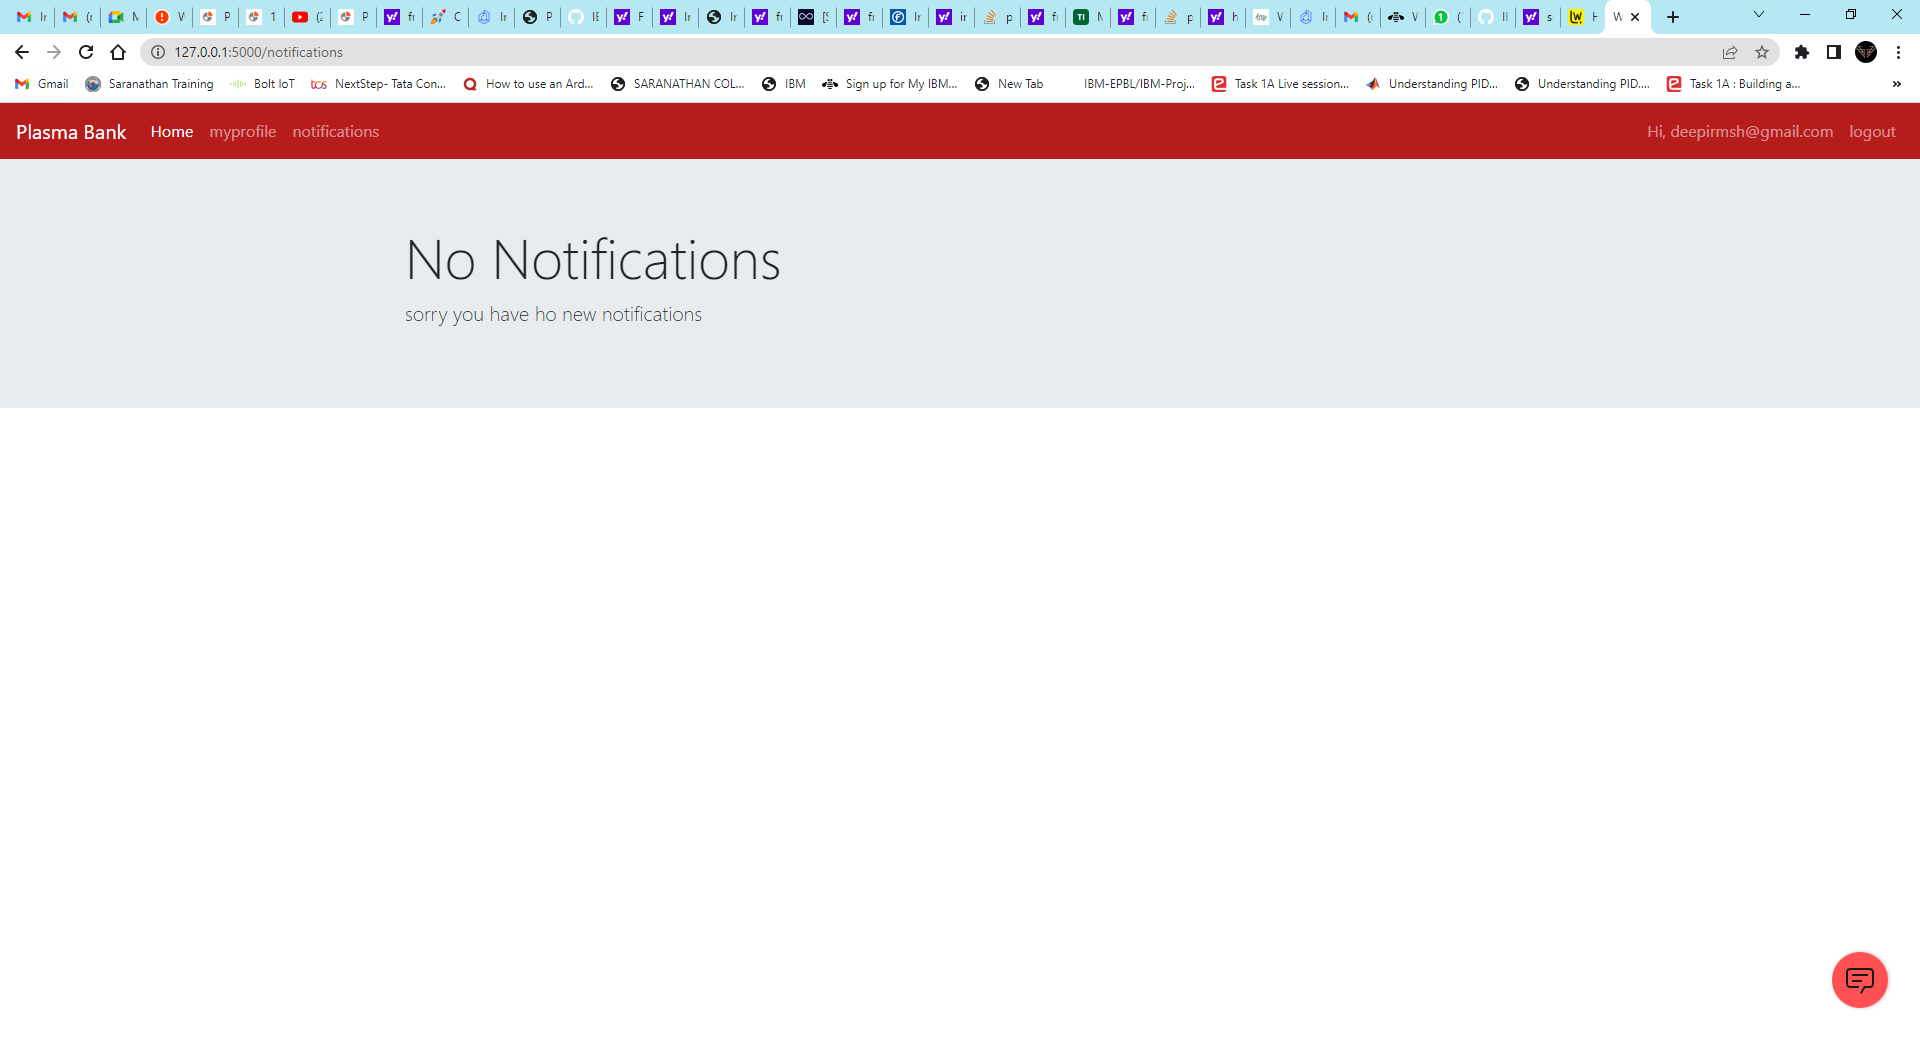 127.0.0.1:5000/notifications
Gmail Saranathan Training Bolt IoT NextStep- Tata Con... How to use an Ard... SARANATHAN COL... IBM Sign up for My IBM... New Tab IBM-EPBL/IBM-Proj... Task 1A Live session... Understanding PID... Understanding PID.... Task 1A : Building a... »
Plasma Bank Home myprofile notifications Hi, deepirmsh@gmail.com logout
No Notifications
sorry you have ho new notifications